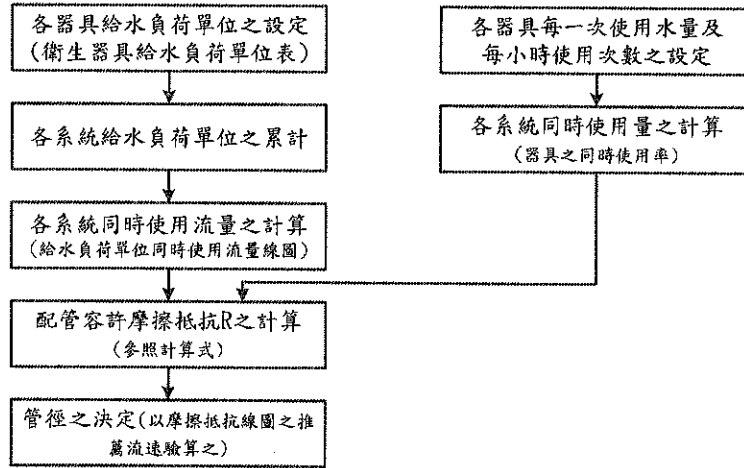 各器具給水負荷單位之設定
(衛生器具給水負荷單位表)
各系統給水負荷單位之累計
各系統同時使用流量之計算
(給水負荷單位同時使用流量線圖)
各器具每一次使用水量及
每小時使用次數之設定
各系統同時使用量之計算
(器具之同時使用率)
配管容許摩擦抵抗R之計算
(參照計算式)
管徑之決定(以摩擦抵抗線圖之推
薦流速驗算之)